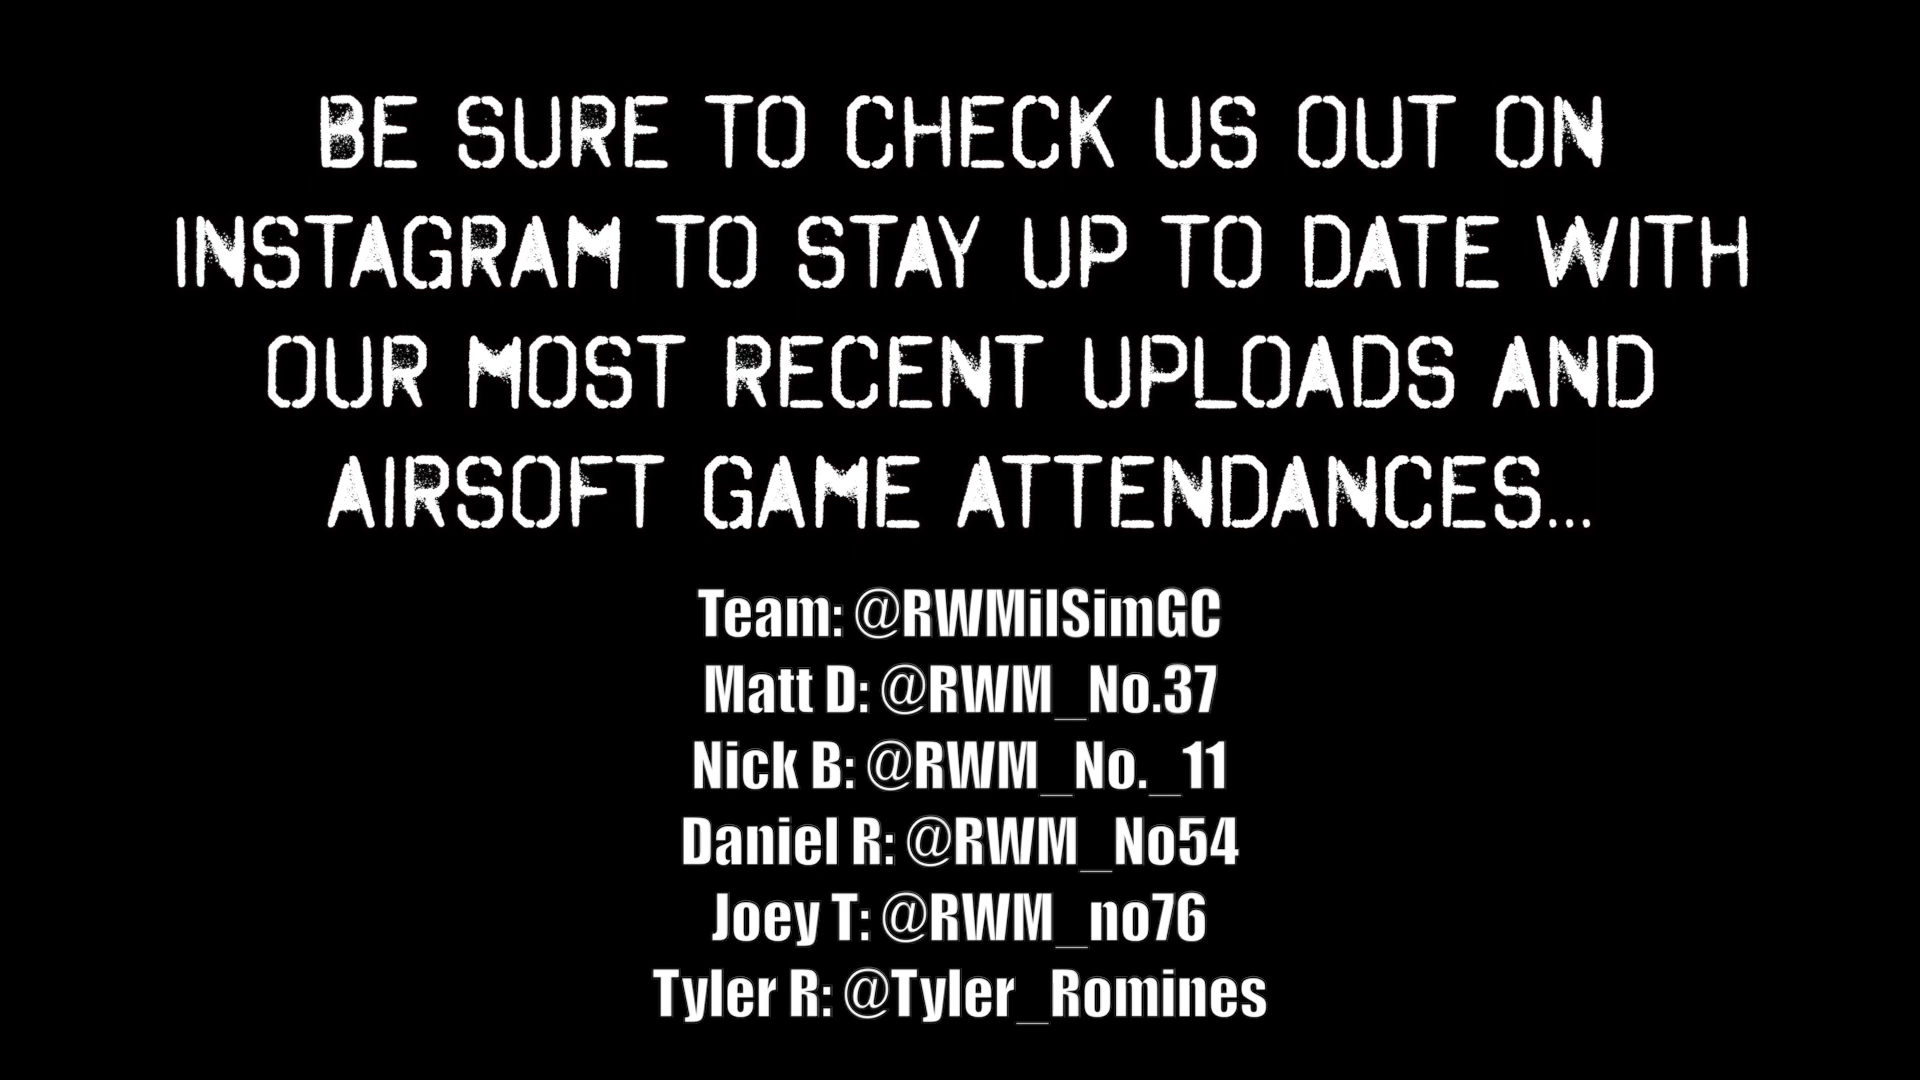 BE SURE TO CHECK US OUT ON
INSTAGRAM TO STAY UP TO DATE WITH
OUR MOST RECENT UPLOADS AND
AIRSOFT GAME ATTENDANCES...
Team: @RWMilSimGC
Matt D: @RWM_No.37
Nick B: @RWM_No._11
Daniel R: @RWM_No54
Joey T: @RWM_no76
Tyler R: @Tyler_Romines